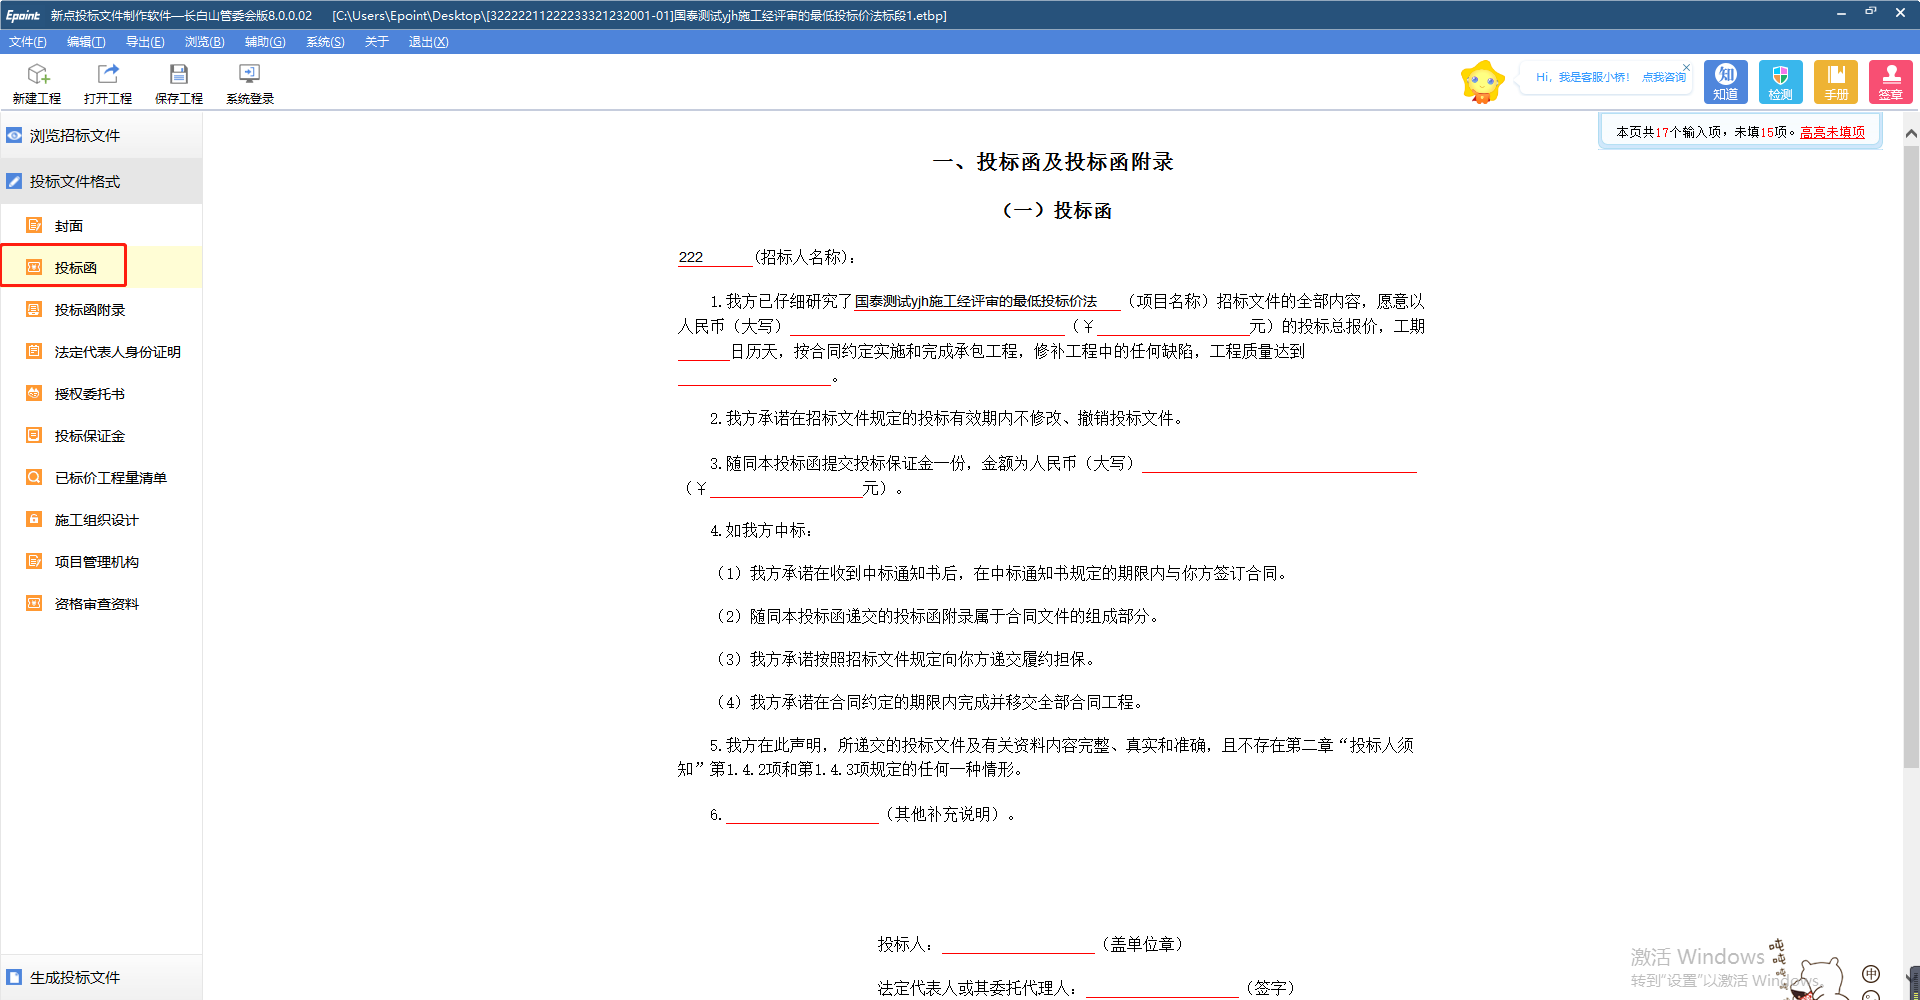 Epoint 新点投标文件制作软件—长白山管委会版8.0.0.02 [C:\Users\Epoint\Desktop\[32222211222233321232001-01]国泰测试yjh施工经评审的最低投标价法标段1.etbp]
文件(F) 编辑(T) 导出(E) 浏览(B) 辅助(G) 系统(S) 关于 退出(X)
新建工程 打开工程 保存工程 系统登录
Hi，我是客服小桥！ 点我咨询
知
知道 检测 手册 签章
本页共17个输入项，未填15项。高亮未填项
浏览招标文件
投标文件格式
封面
投标函
投标函附录
法定代表人身份证明
授权委托书
投标保证金
已标价工程量清单
施工组织设计
项目管理机构
资格审查资料
生成投标文件
一、投标函及投标函附录
（一）投标函
222 (招标人名称)：
1.我方已仔细研究了国泰测试yjh施工经评审的最低投标价法 （项目名称）招标文件的全部内容，愿意以
人民币（大写） （￥ 元）的投标总报价，工期
日历天，按合同约定实施和完成承包工程，修补工程中的任何缺陷，工程质量达到
。
2.我方承诺在招标文件规定的投标有效期内不修改、撤销投标文件。
3.随同本投标函提交投标保证金一份，金额为人民币（大写）
（￥ 元）。
4.如我方中标：
（1）我方承诺在收到中标通知书后，在中标通知书规定的期限内与你方签订合同。
（2）随同本投标函递交的投标函附录属于合同文件的组成部分。
（3）我方承诺按照招标文件规定向你方递交履约担保。
（4）我方承诺在合同约定的期限内完成并移交全部合同工程。
5.我方在此声明，所递交的投标文件及有关资料内容完整、真实和准确，且不存在第二章“投标人须
知”第1.4.2项和第1.4.3项规定的任何一种情形。
6. （其他补充说明）。
投标人： （盖单位章）
法定代表人或其委托代理人： （签字）
激活 Windows
转到“设置”以激活 Windows。
吨
吨
中